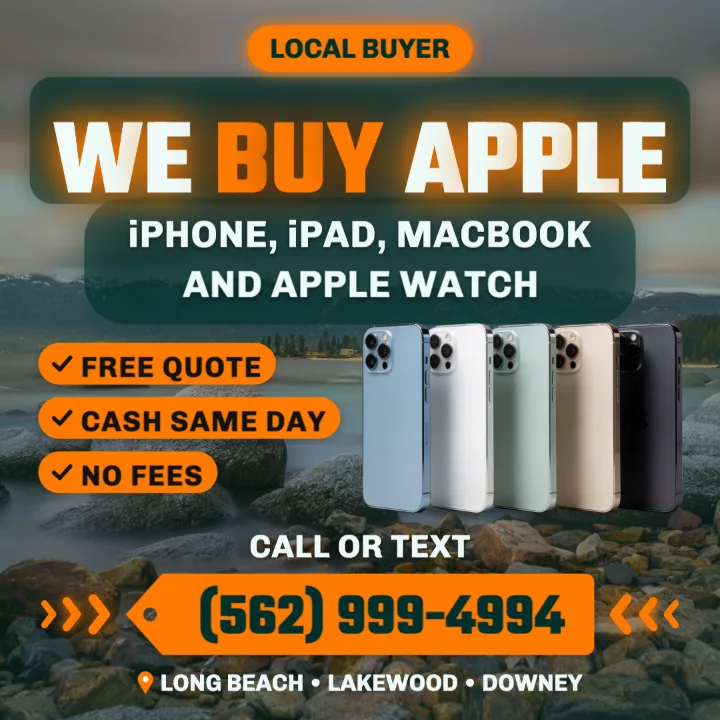 LOCAL BUYER
WE BUY APPLE
iPHONE, iPAD, MACBOOK
AND APPLE WATCH
✓ FREE QUOTE
✓ CASH SAME DAY
✓ NO FEES
CALL OR TEXT
(562) 999-4994
LONG BEACH • LAKEWOOD • DOWNEY